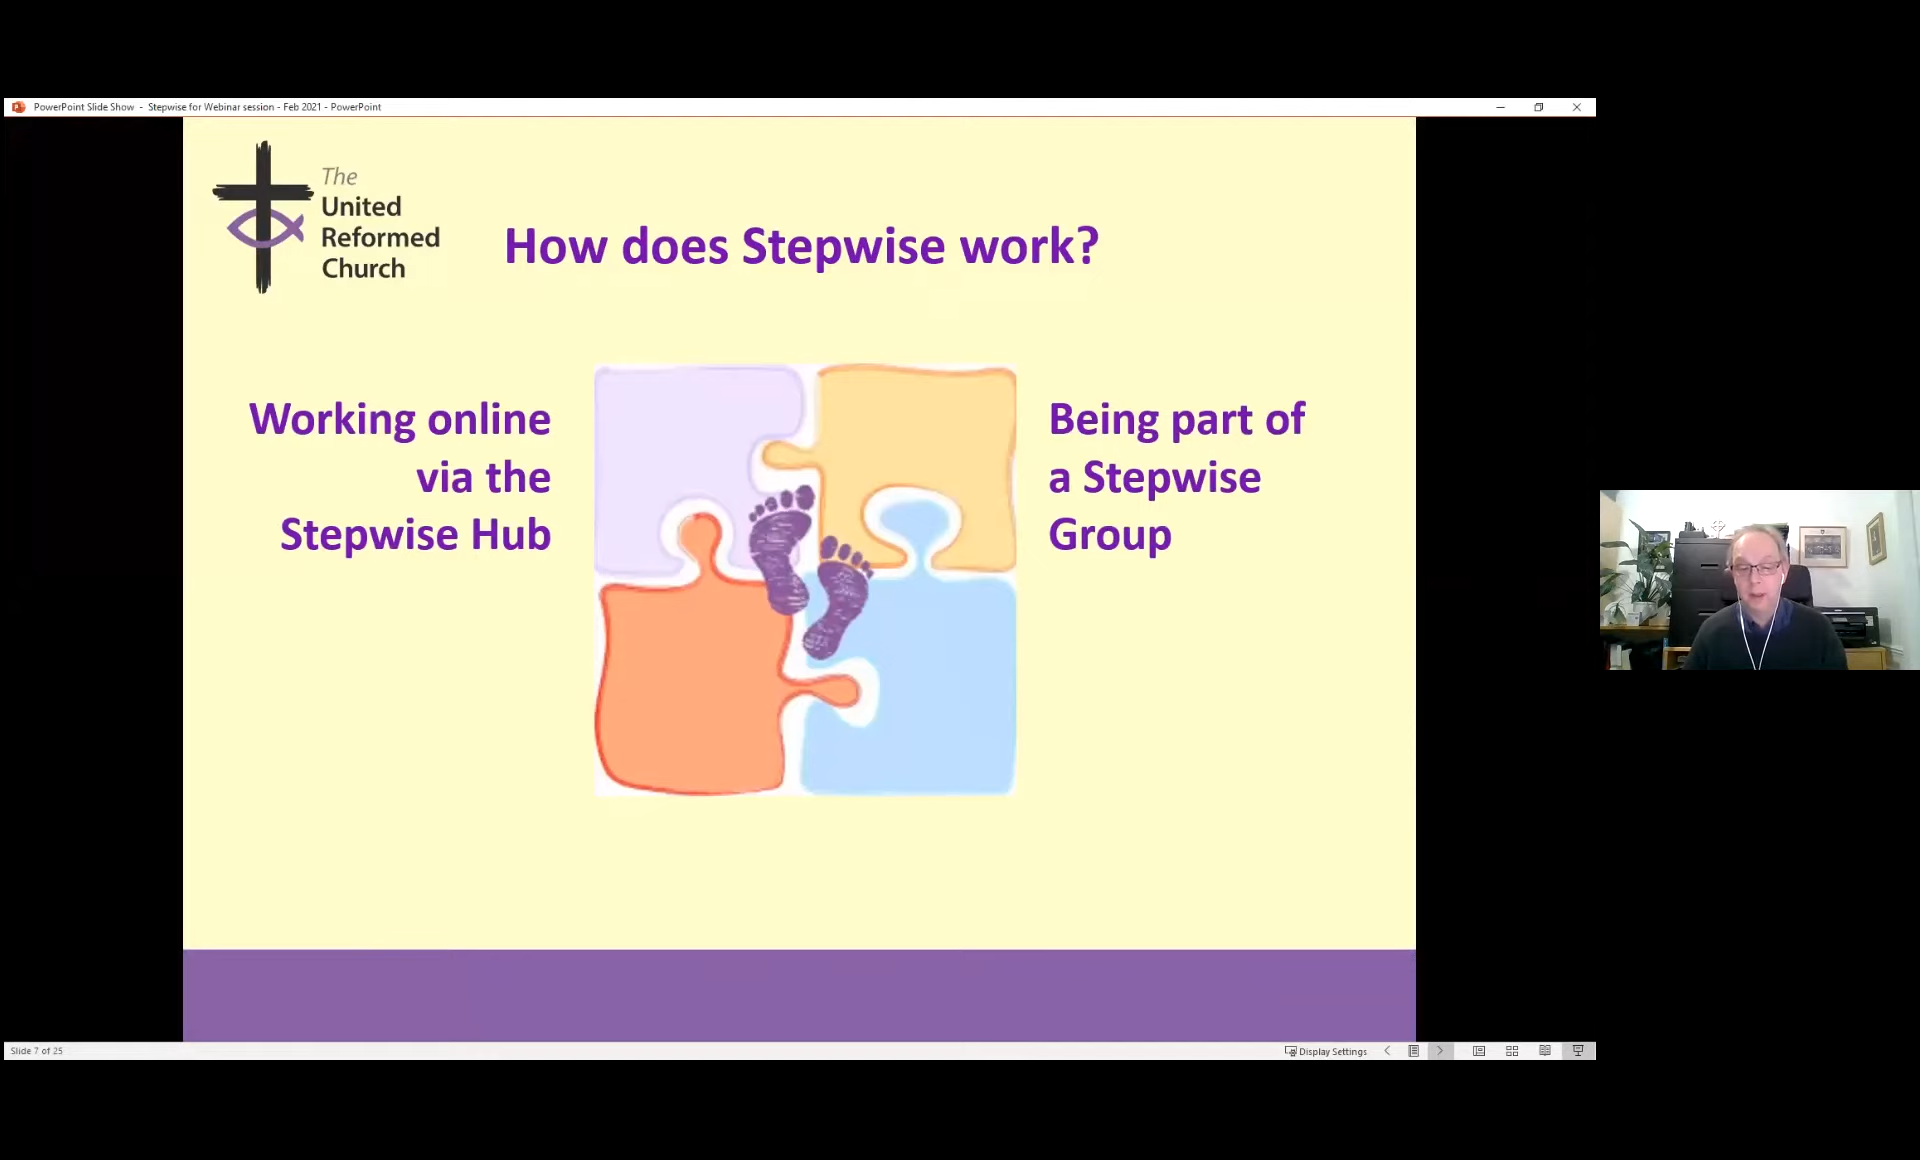 PowerPoint Slide Show - Stepwise for Webinar session - Feb 2021 - PowerPoint
The
United
Reformed
Church
How does Stepwise work?
Working online
via the
Stepwise Hub
Being part of
a Stepwise
Group
Slide 7 of 25
Display Settings